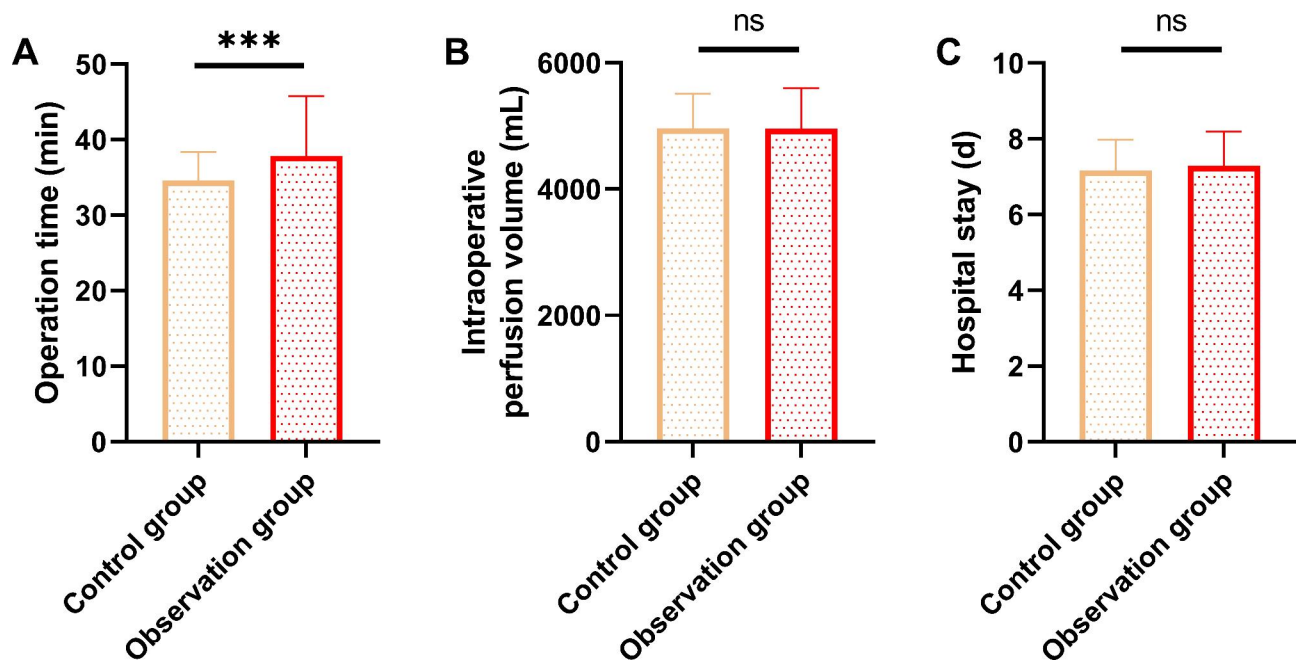 A
***
Operation time (min)
50
40
30
20
10
0
Control group
Observation group
B
ns
Intraoperative
perfusion volume (mL)
6000
4000
2000
0
Control group
Observation group
C
ns
Hospital stay (d)
10
8
6
4
2
0
Control group
Observation group